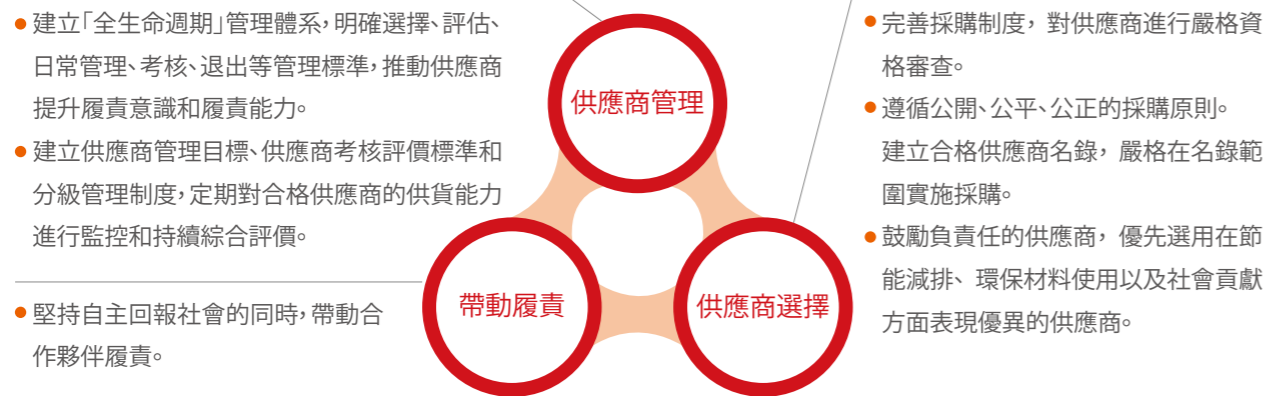 建立「全生命週期」管理體系，明確選擇、評估、
日常管理、考核、退出等管理標準，推動供應商
提升履責意識和履責能力。
建立供應商管理目標、供應商考核評價標準和
分級管理制度，定期對合格供應商的供貨能力
進行監控和持續綜合評價。
堅持自主回報社會的同時，帶動合
作夥伴履責。
供應商管理
帶動履責
供應商選擇
完善採購制度，對供應商進行嚴格資
格審查。
遵循公開、公平、公正的採購原則。
建立合格供應商名錄，嚴格在名錄範
圍實施採購。
鼓勵負責任的供應商，優先選用在節
能減排、環保材料使用以及社會貢獻
方面表現優異的供應商。